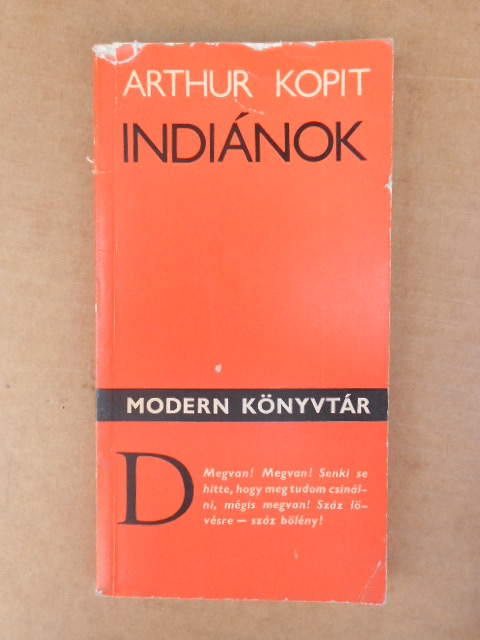 ARTHUR KOPIT
INDIÁNOK
MODERN KÖNYVTÁR
D
Megvan! Megvan! Senki se
hitte, hogy meg tudom csinál-
ni, mégis megvan! Száz lö-
vésre — száz bölény!